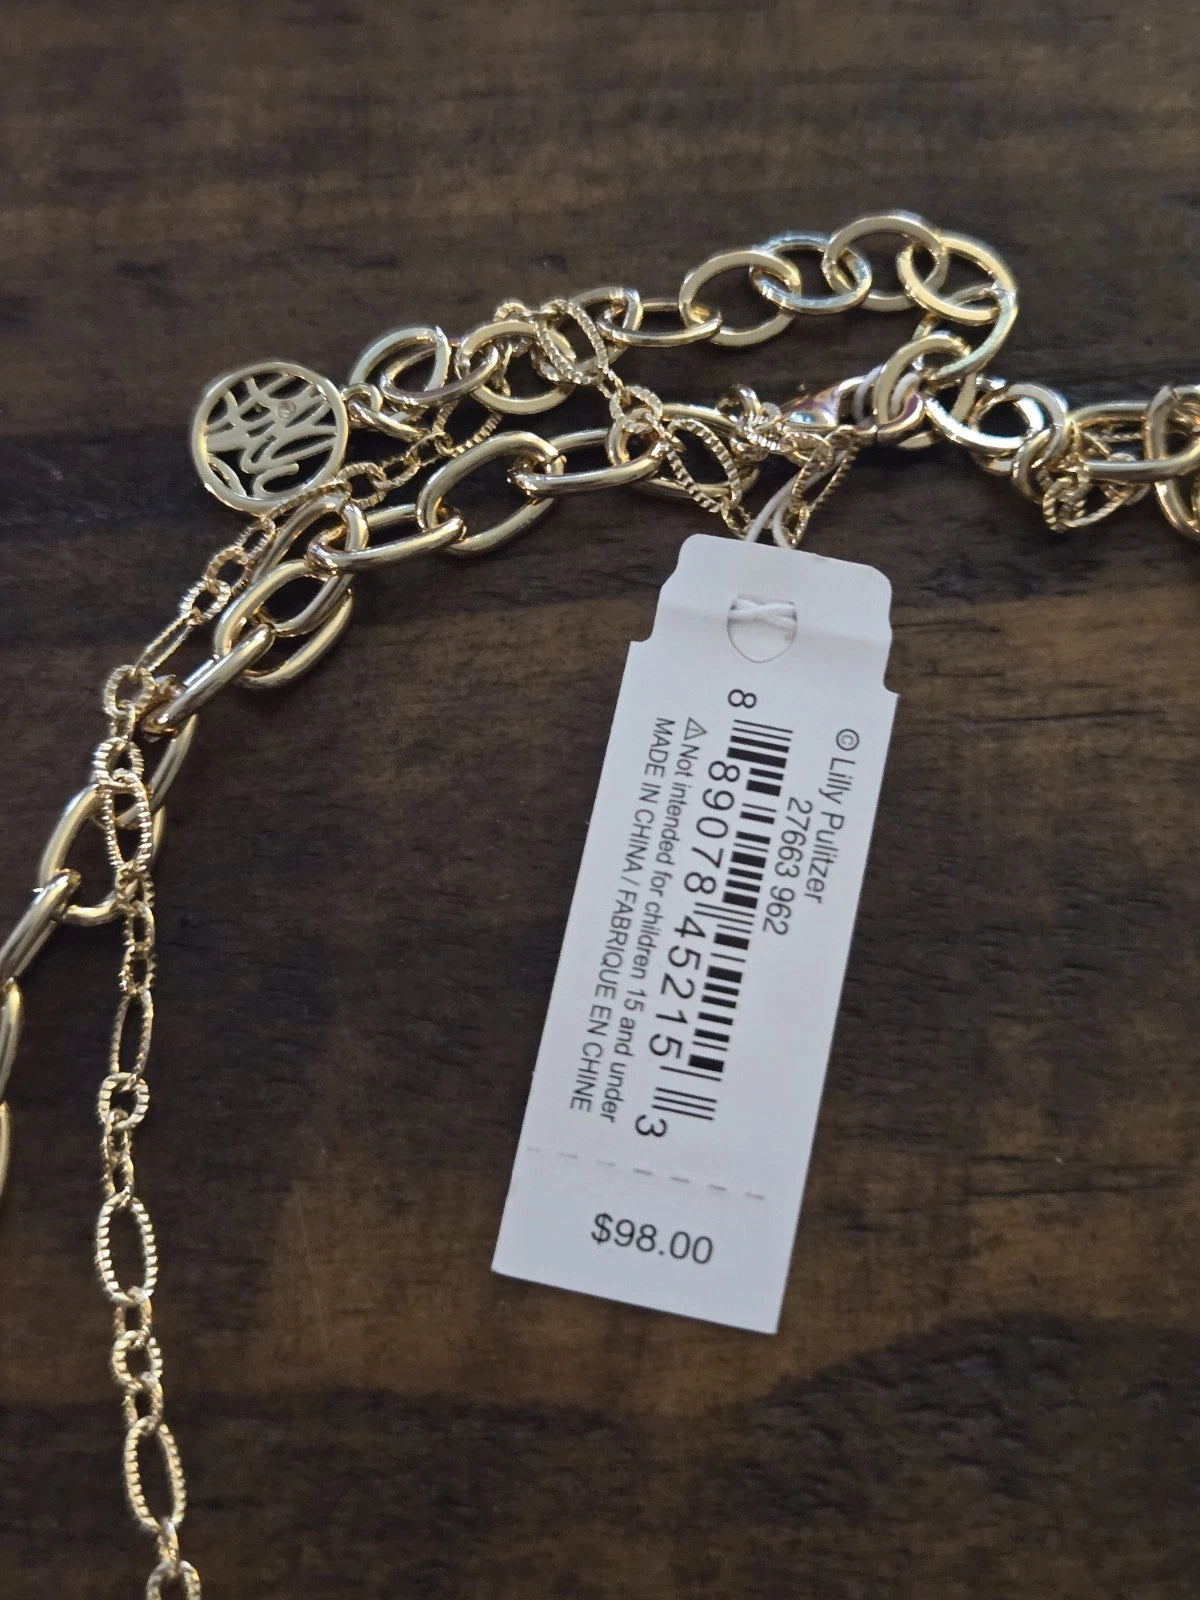 © Lilly Pulitzer
27663 962
8 89078 45215 3
⚠ Not intended for children 15 and under
MADE IN CHINA / FABRIQUE EN CHINE
$98.00